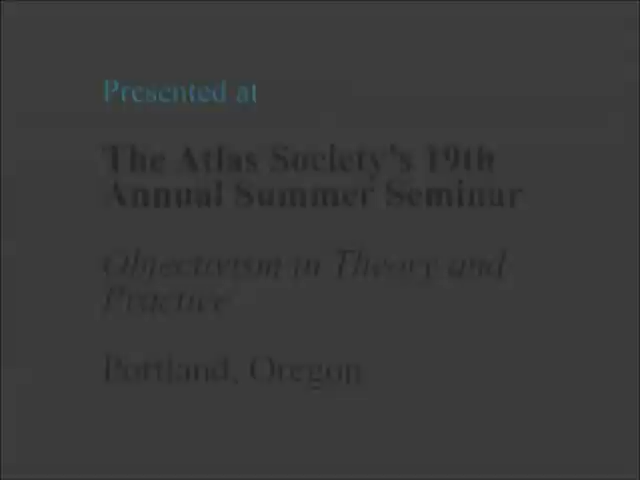 Presented at
The Atlas Society's 19th
Annual Summer Seminar
Objectivism in Theory and
Practice
Portland, Oregon